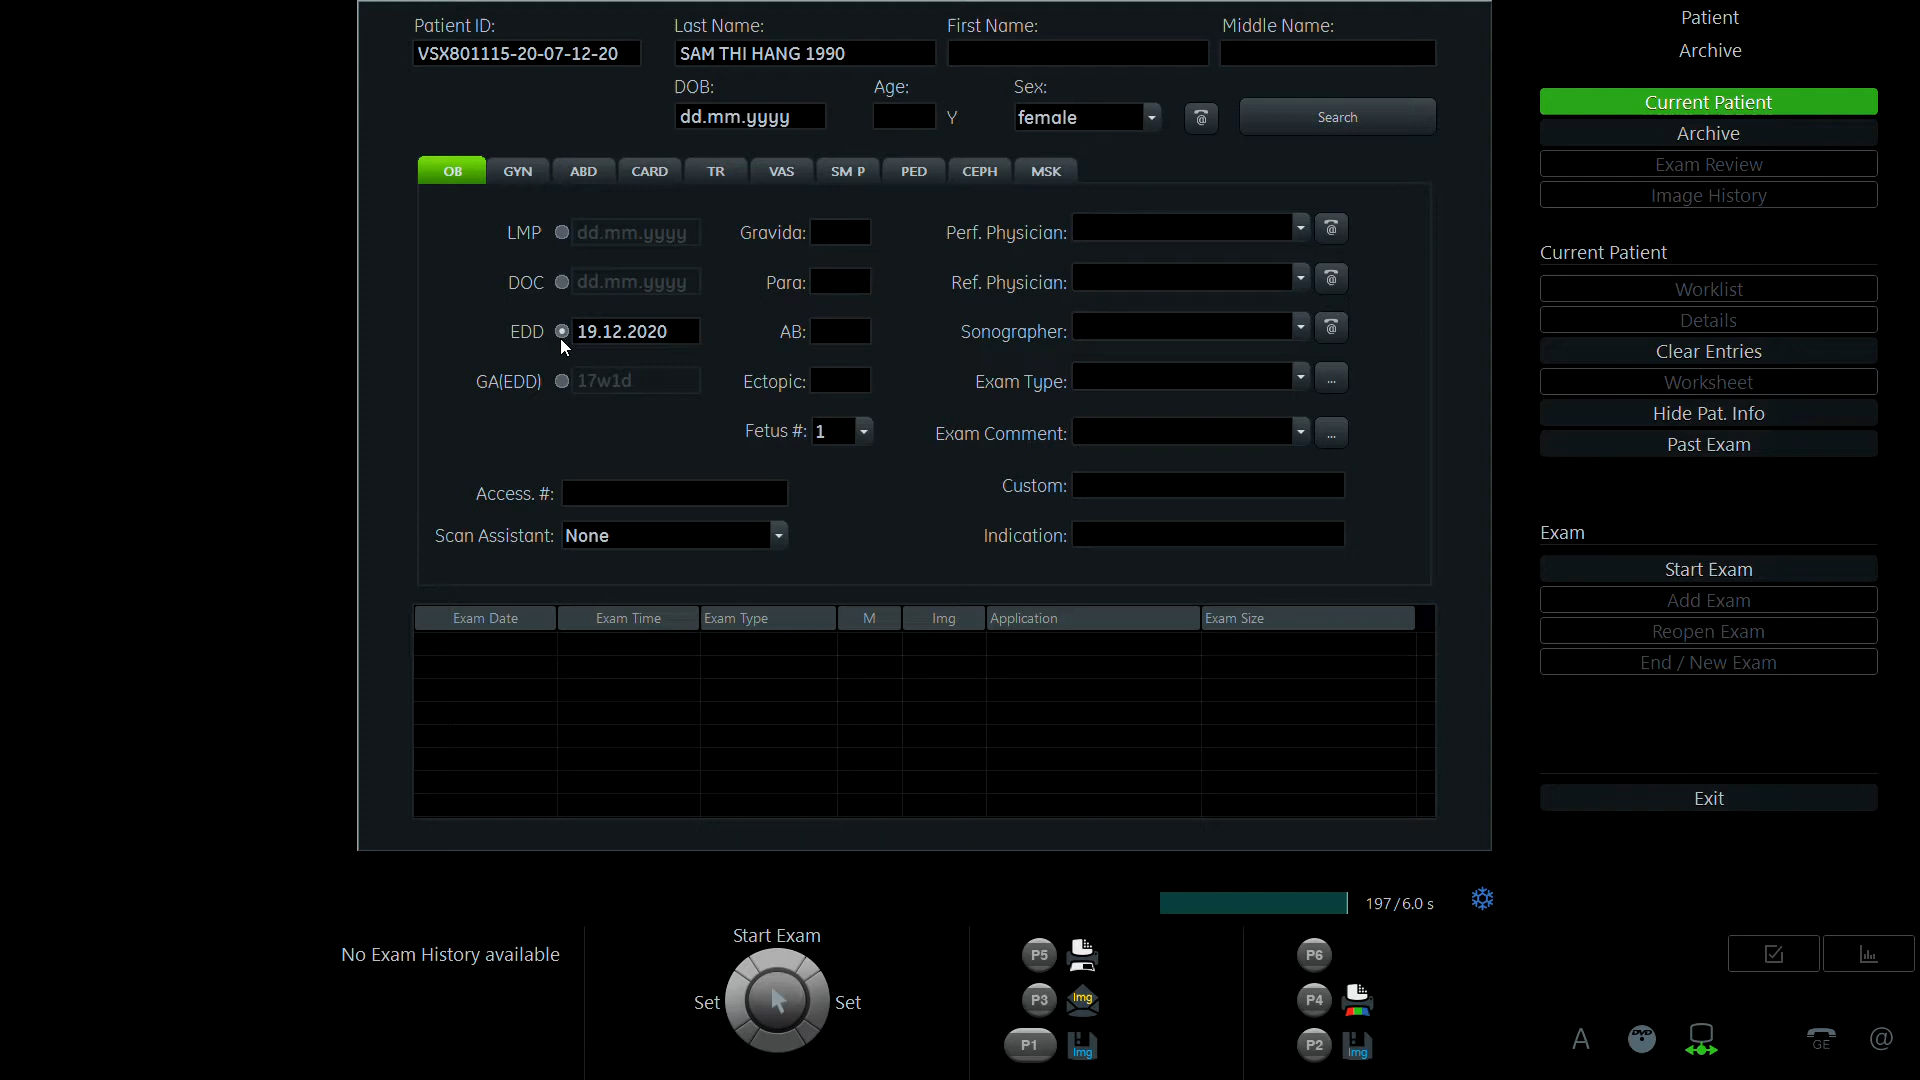 Patient ID: Last Name: First Name: Middle Name:
VSX801115-20-07-12-20 SAM THI HANG 1990
DOB: Age: Sex:
dd.mm.yyyy Y female @ Search
OB GYN ABD CARD TR VAS SM P PED CEPH MSK
LMP dd.mm.yyyy Gravida: Perf. Physician: @
DOC dd.mm.yyyy Para: Ref. Physician: @
EDD 19.12.2020 AB: Sonographer: @
GA(EDD) 17w1d Ectopic: Exam Type: ...
Fetus #: 1 Exam Comment: ...
Access. #: Custom:
Scan Assistant: None Indication:
Exam Date Exam Time Exam Type M Img Application Exam Size
197/6.0 s
No Exam History available
Start Exam
Set Set
P5
P3 Img
P1 Img
P6
P4
P2 Img
Patient
Archive
Current Patient
Archive
Exam Review
Image History
Current Patient
Worklist
Details
Clear Entries
Worksheet
Hide Pat. Info
Past Exam
Exam
Start Exam
Add Exam
Reopen Exam
End / New Exam
Exit
A DVD GE @